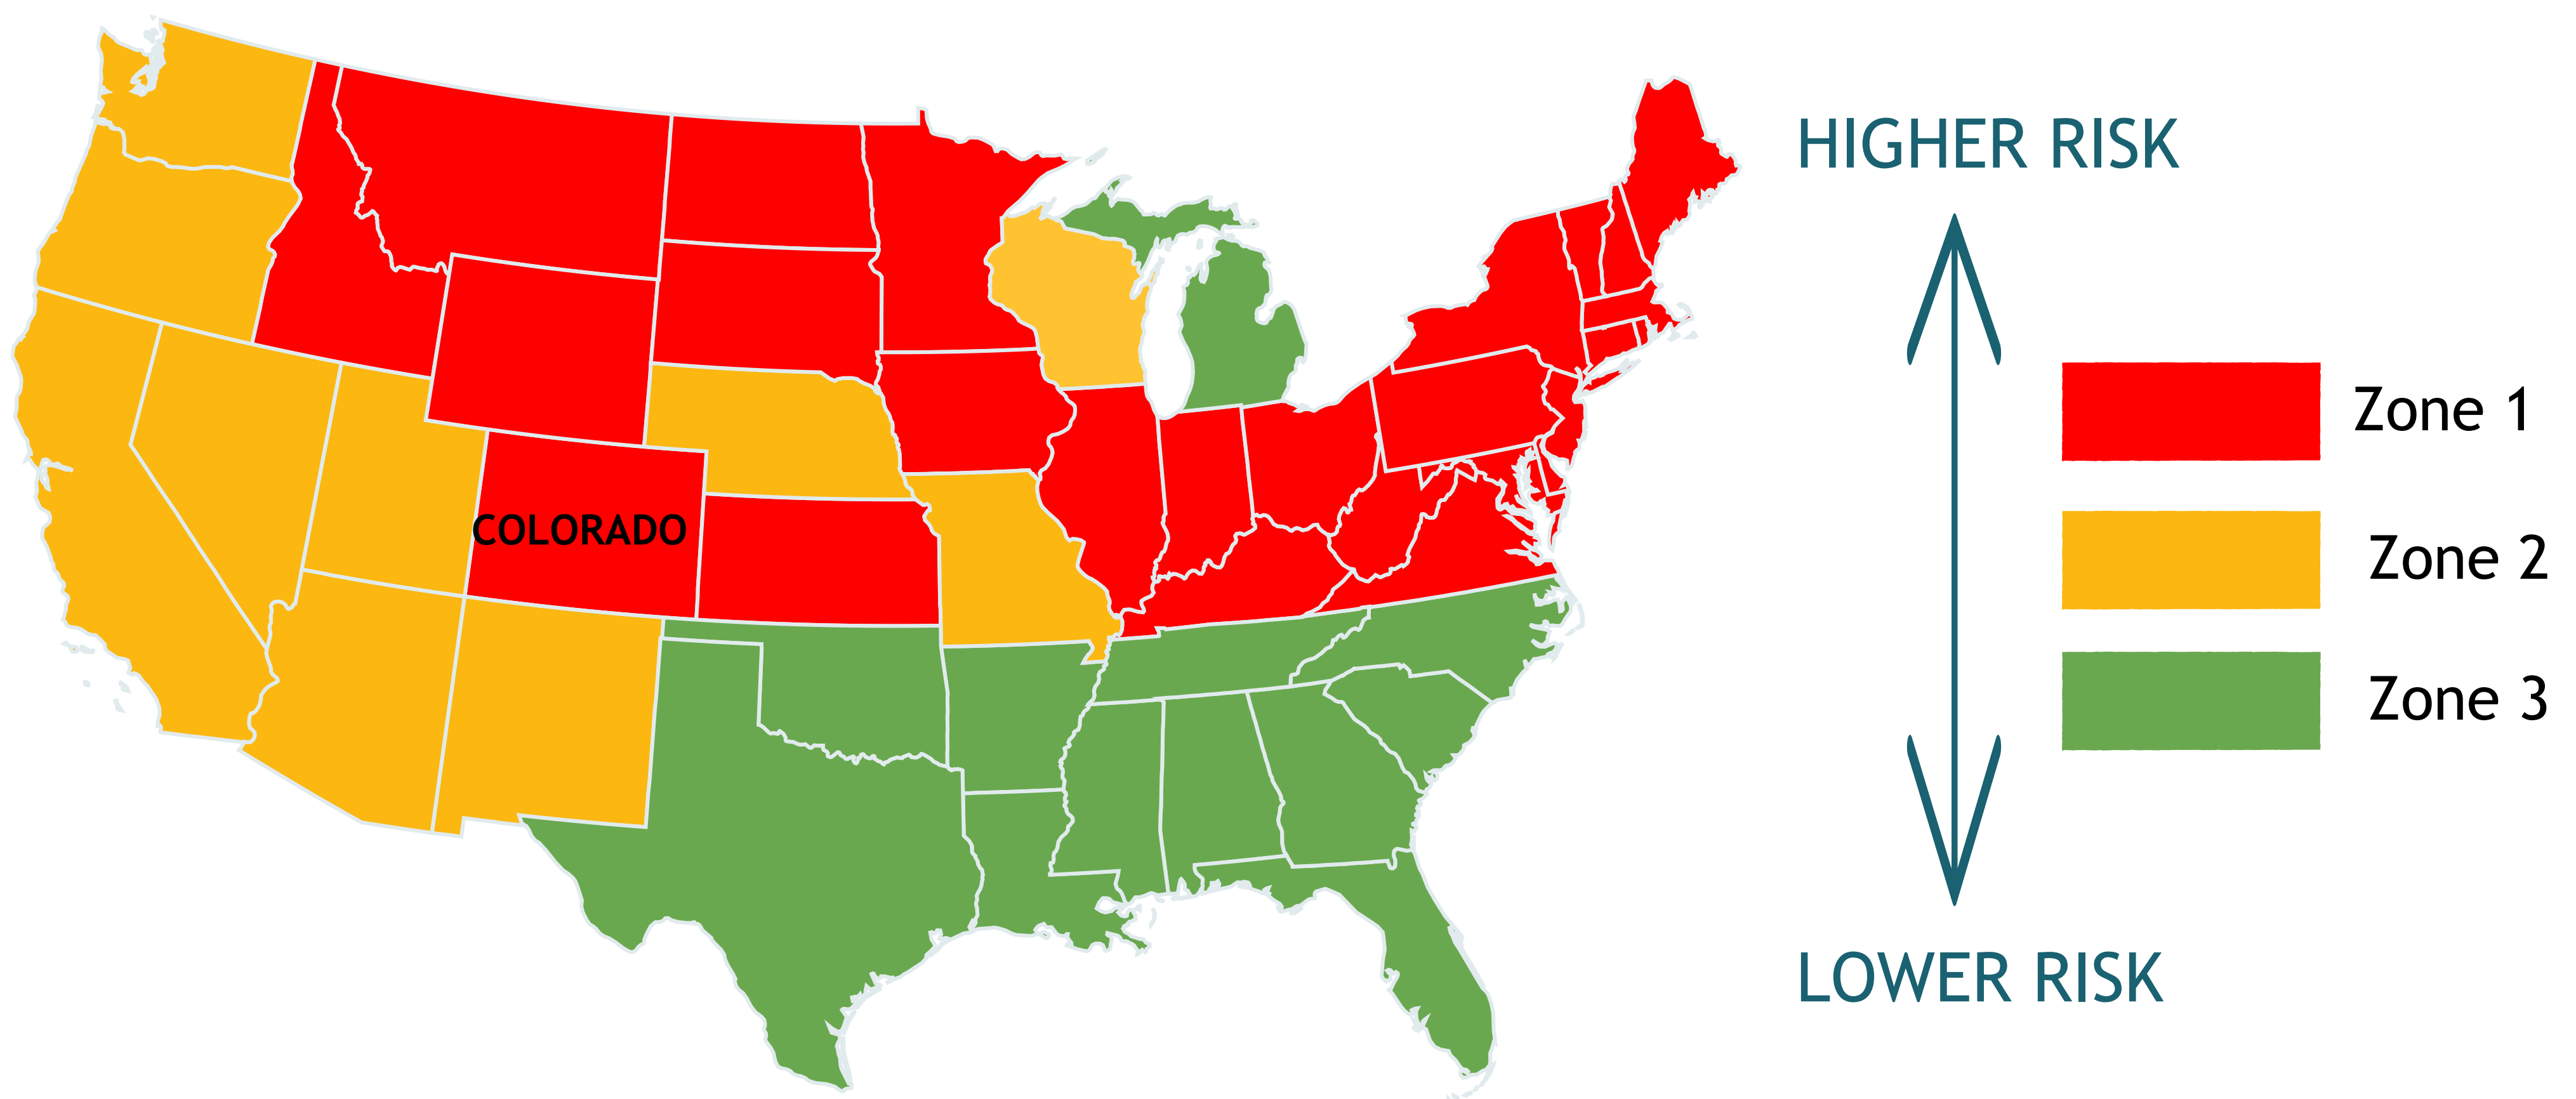 HIGHER RISK
Zone 1
COLORADO
Zone 2
Zone 3
LOWER RISK